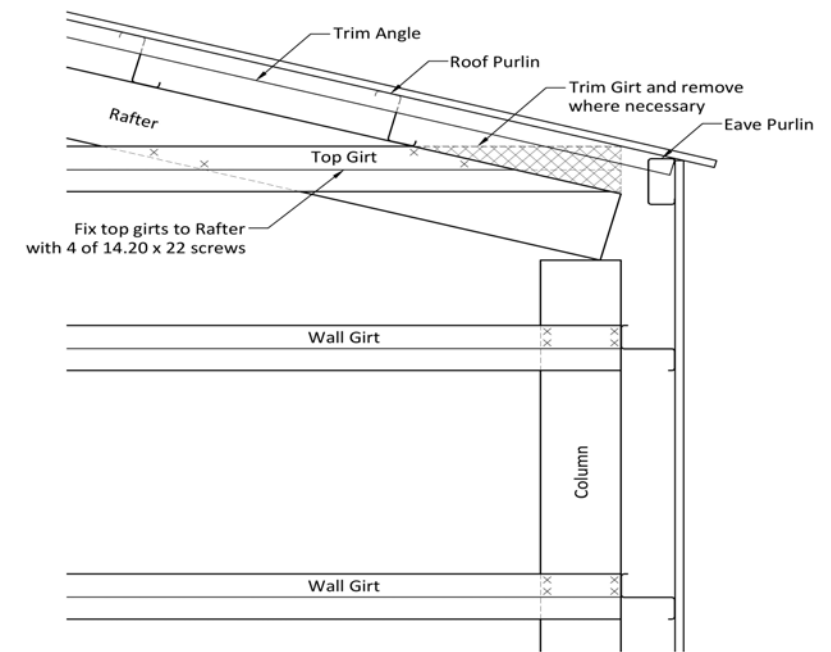 Trim Angle
Roof Purlin
Trim Girt and remove
where necessary
Eave Purlin
Rafter
Top Girt
Fix top girts to Rafter
with 4 of 14.20 x 22 screws
Wall Girt
Column
Wall Girt